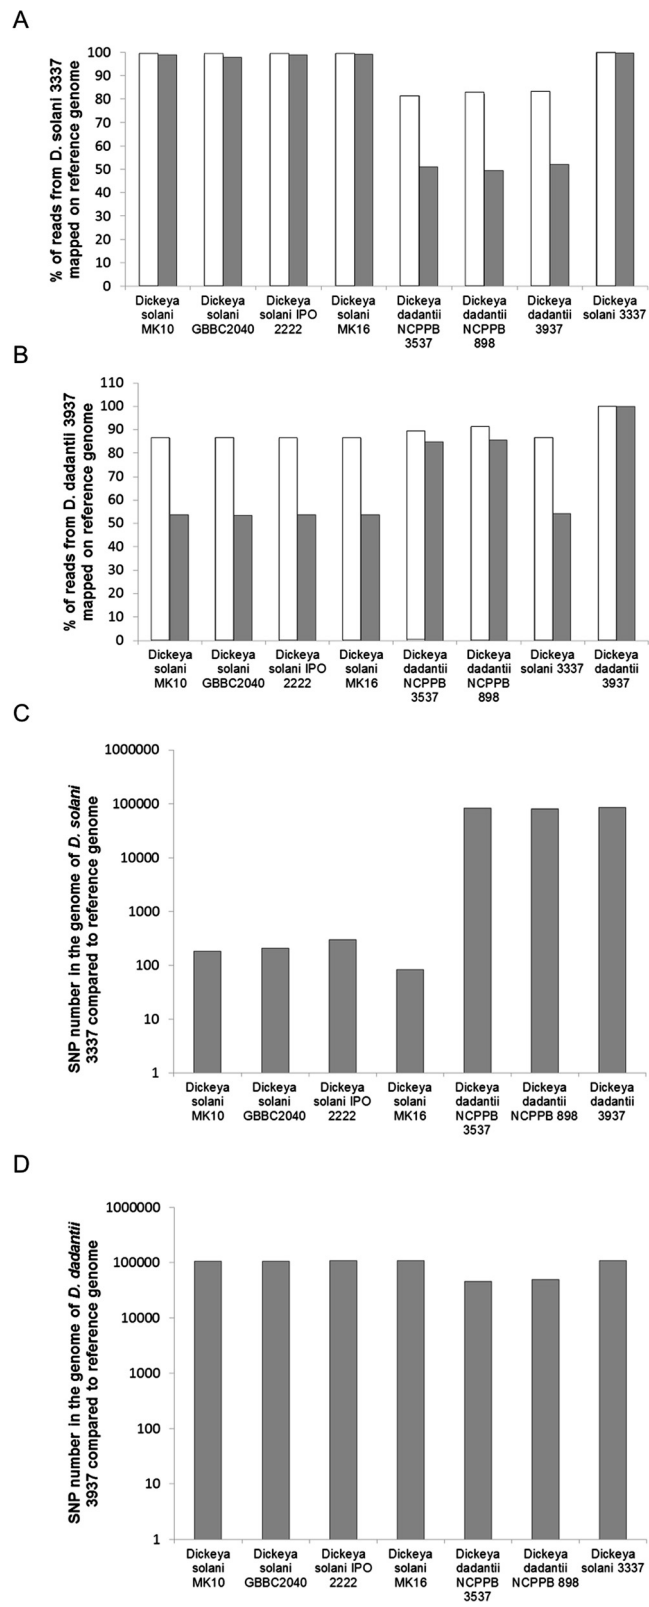 A
% of reads from D. solani 3337
mapped on reference genome
100
90
80
70
60
50
40
30
20
10
0
Dickeya solani MK10
Dickeya solani GBBC2040
Dickeya solani IPO 2222
Dickeya solani MK16
Dickeya dadantii NCPPB 3537
Dickeya dadantii NCPPB 898
Dickeya dadantii 3937
Dickeya solani 3337
B
% of reads from D. dadantii 3937
mapped on reference genome
110
100
90
80
70
60
50
40
30
20
10
0
Dickeya solani MK10
Dickeya solani GBBC2040
Dickeya solani IPO 2222
Dickeya solani MK16
Dickeya dadantii NCPPB 3537
Dickeya dadantii NCPPB 898
Dickeya solani 3337
Dickeya dadantii 3937
C
SNP number in the genome of D. solani
3337 compared to reference genome
1000000
100000
10000
1000
100
10
1
Dickeya solani MK10
Dickeya solani GBBC2040
Dickeya solani IPO 2222
Dickeya solani MK16
Dickeya dadantii NCPPB 3537
Dickeya dadantii NCPPB 898
Dickeya dadantii 3937
D
SNP number in the genome of D. dadantii
3937 compared to reference genome
1000000
100000
10000
1000
100
10
1
Dickeya solani MK10
Dickeya solani GBBC2040
Dickeya solani IPO 2222
Dickeya solani MK16
Dickeya dadantii NCPPB 3537
Dickeya dadantii NCPPB 898
Dickeya solani 3337